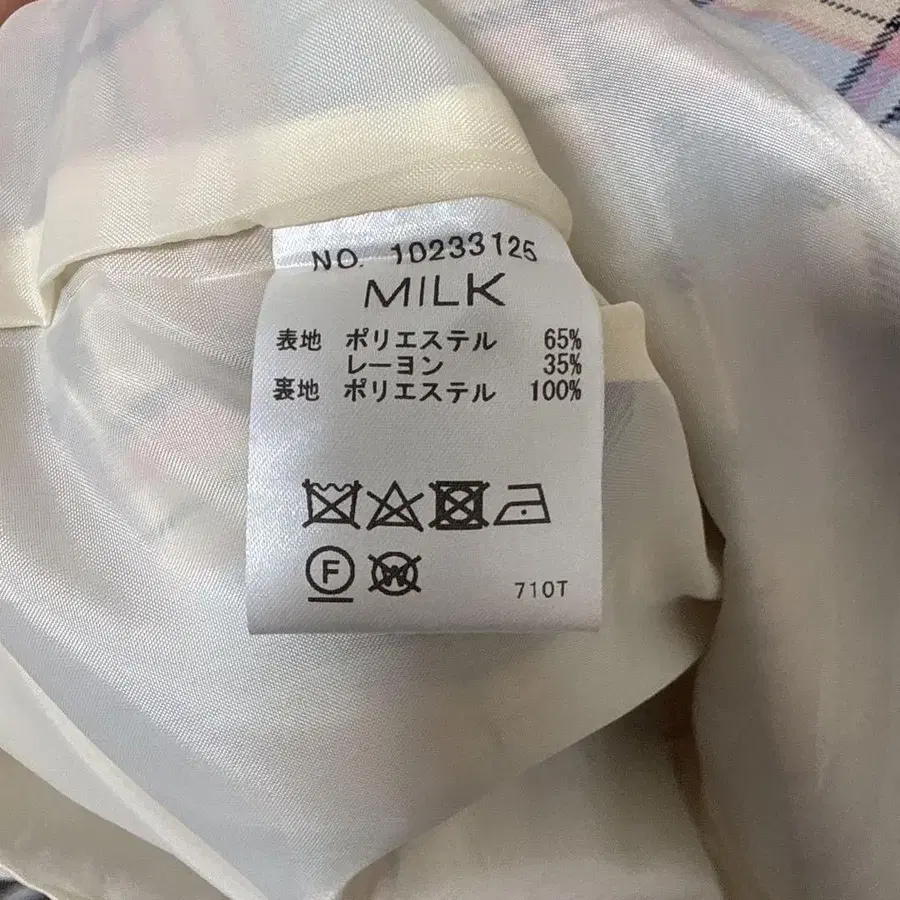 NO. 10233125
MILK
表地 ポリエステル 65%
レーヨン 35%
裏地 ポリエステル 100%
F W
710T